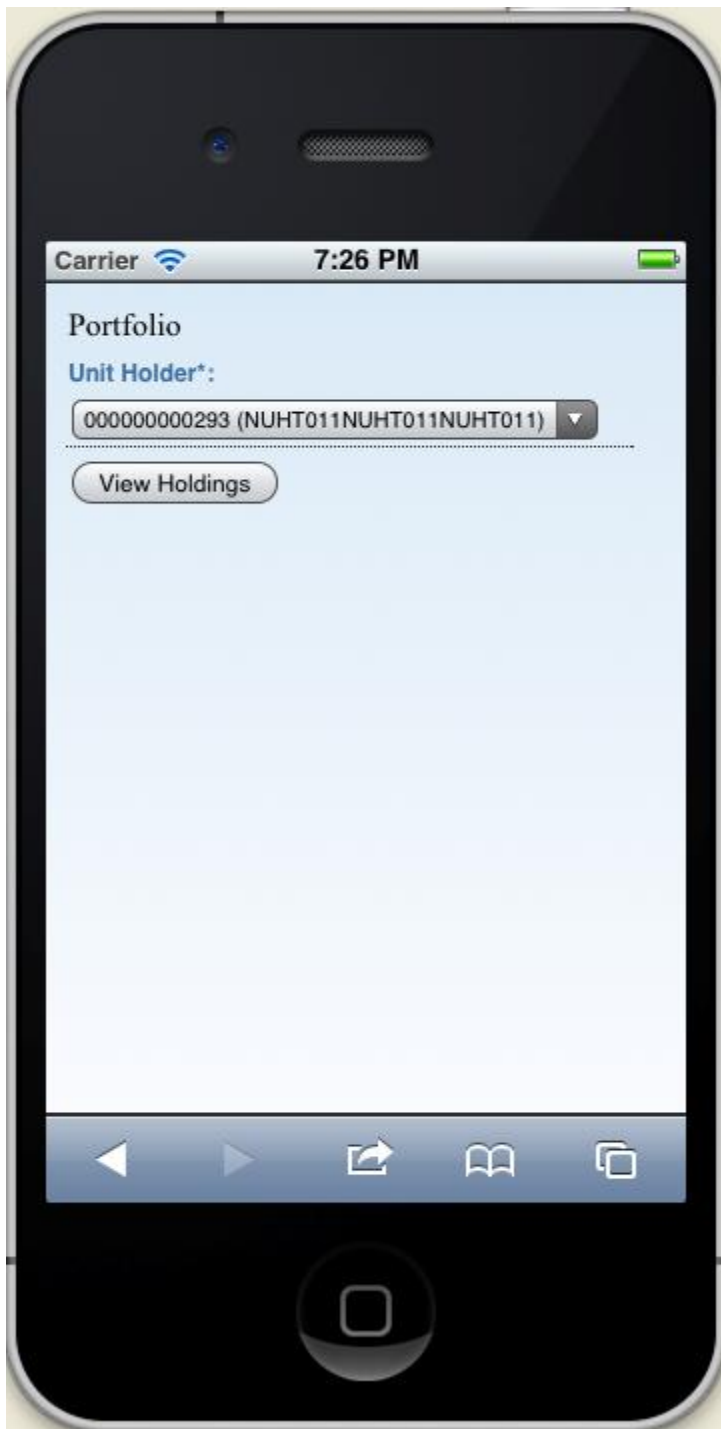 Carrier 7:26 PM
Portfolio
Unit Holder*:
000000000293 (NUHT011NUHT011NUHT011)
View Holdings